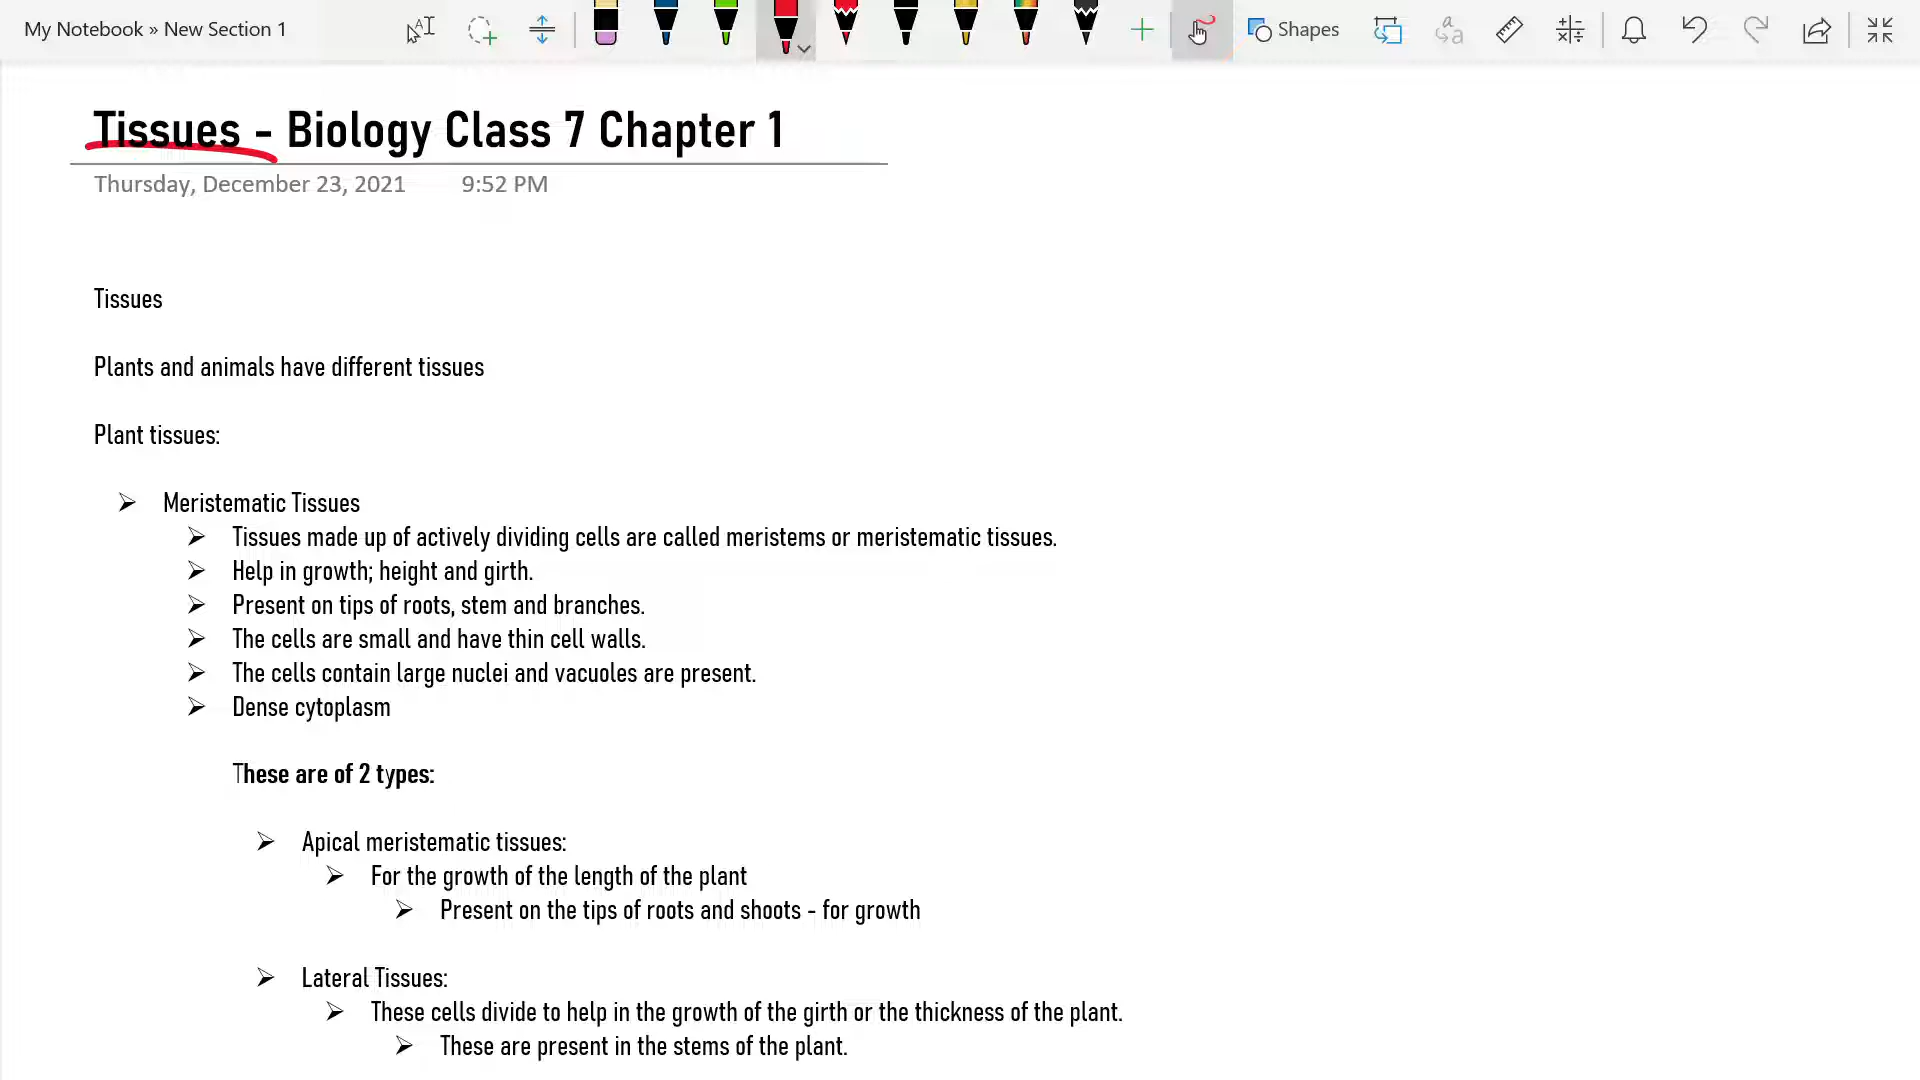 My Notebook » New Section 1
Shapes
Tissues - Biology Class 7 Chapter 1
Thursday, December 23, 2021 9:52 PM
Tissues
Plants and animals have different tissues
Plant tissues:
➢ Meristematic Tissues
➢ Tissues made up of actively dividing cells are called meristems or meristematic tissues.
➢ Help in growth; height and girth.
➢ Present on tips of roots, stem and branches.
➢ The cells are small and have thin cell walls.
➢ The cells contain large nuclei and vacuoles are present.
➢ Dense cytoplasm
These are of 2 types:
➢ Apical meristematic tissues:
➢ For the growth of the length of the plant
➢ Present on the tips of roots and shoots - for growth
➢ Lateral Tissues:
➢ These cells divide to help in the growth of the girth or the thickness of the plant.
➢ These are present in the stems of the plant.